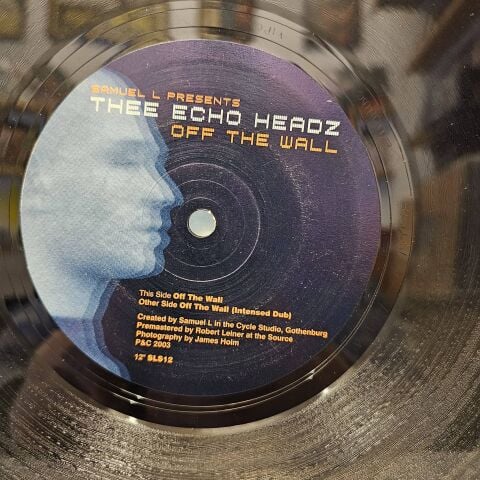 SAMUEL L PRESENTS
THEE ECHO HEADZ
OFF THE WALL
This Side Off The Wall
Other Side Off The Wall (Intensed Dub)
Created by Samuel L in the Cycle Studio, Gothenburg
Premastered by Robert Leiner at the Source
Photography by James Holm
P&C 2003
12" SLS12